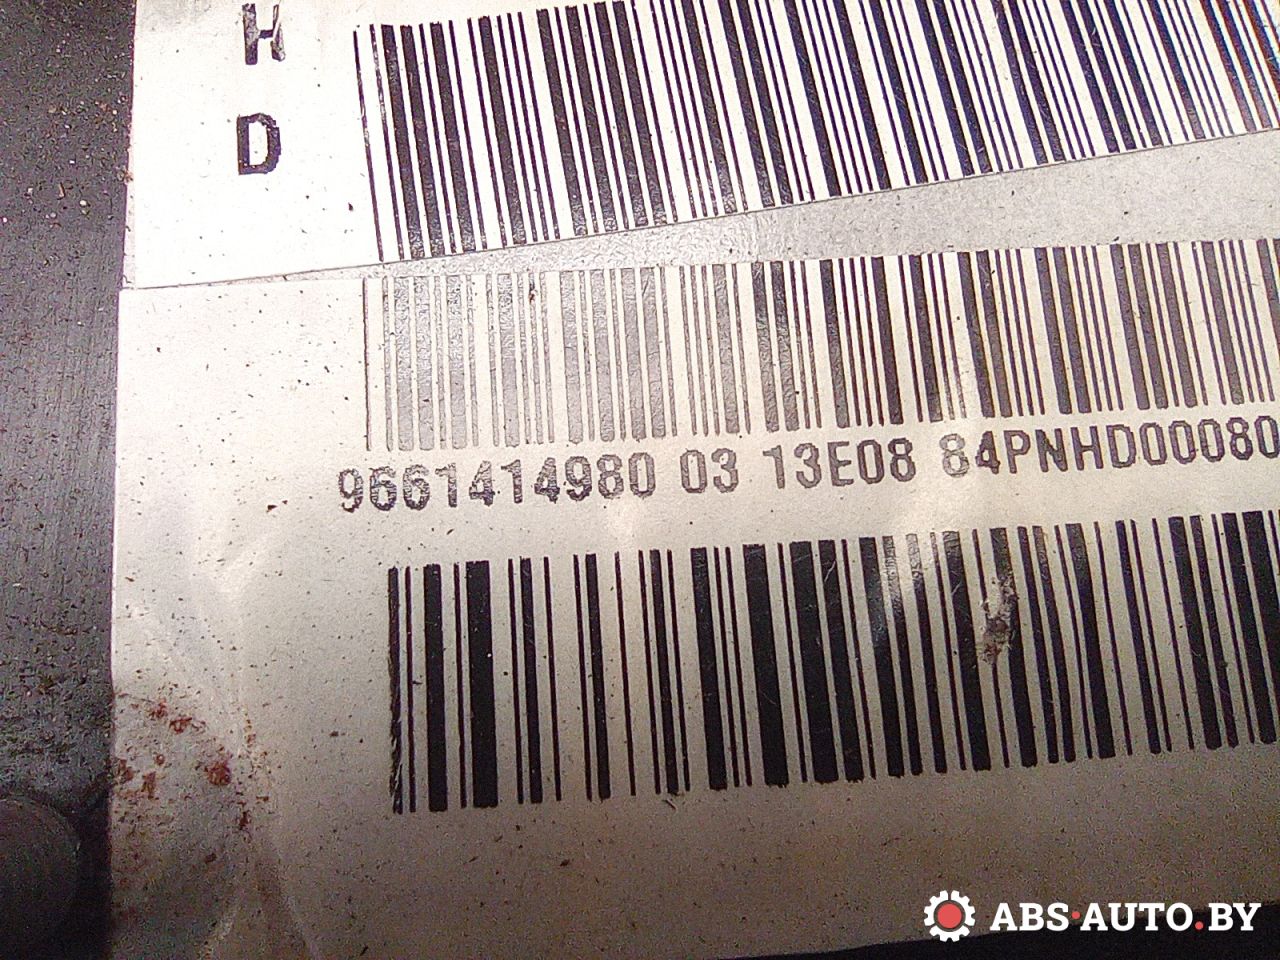 H
D
9661414980 03 13E08 84PNHD00080
ABS·AUTO.BY